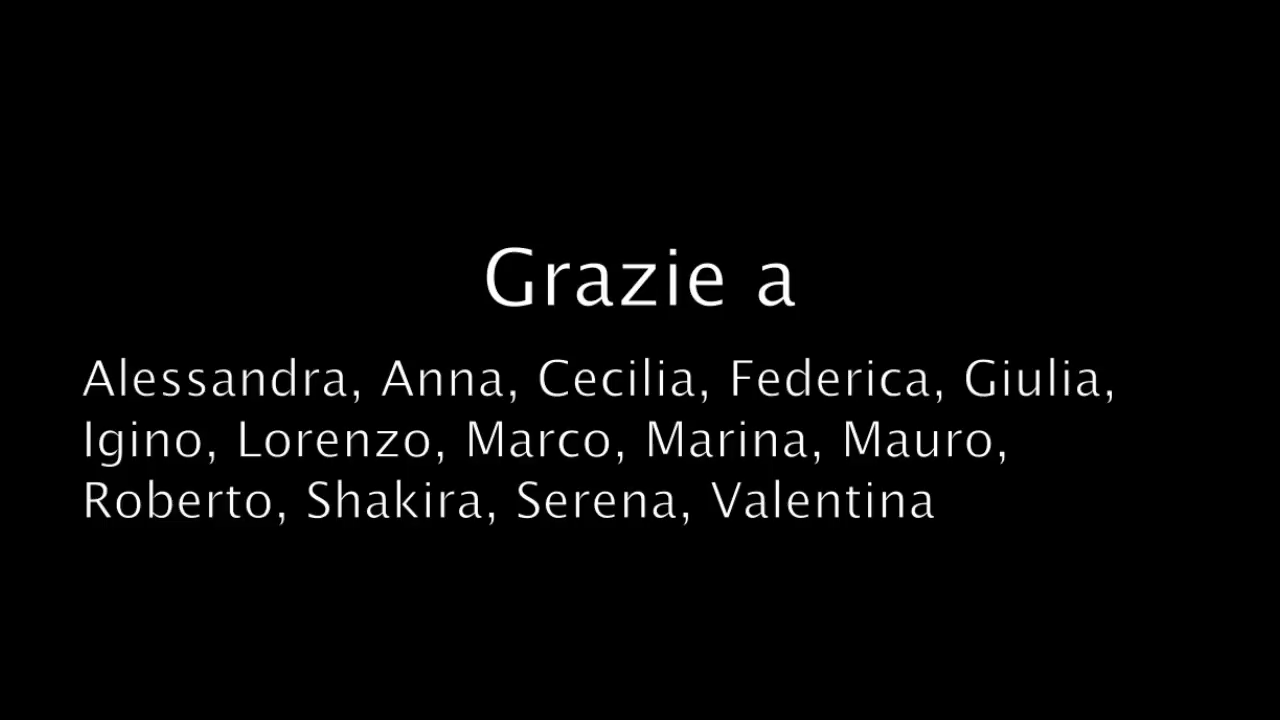 Grazie a
Alessandra, Anna, Cecilia, Federica, Giulia,
Igino, Lorenzo, Marco, Marina, Mauro,
Roberto, Shakira, Serena, Valentina